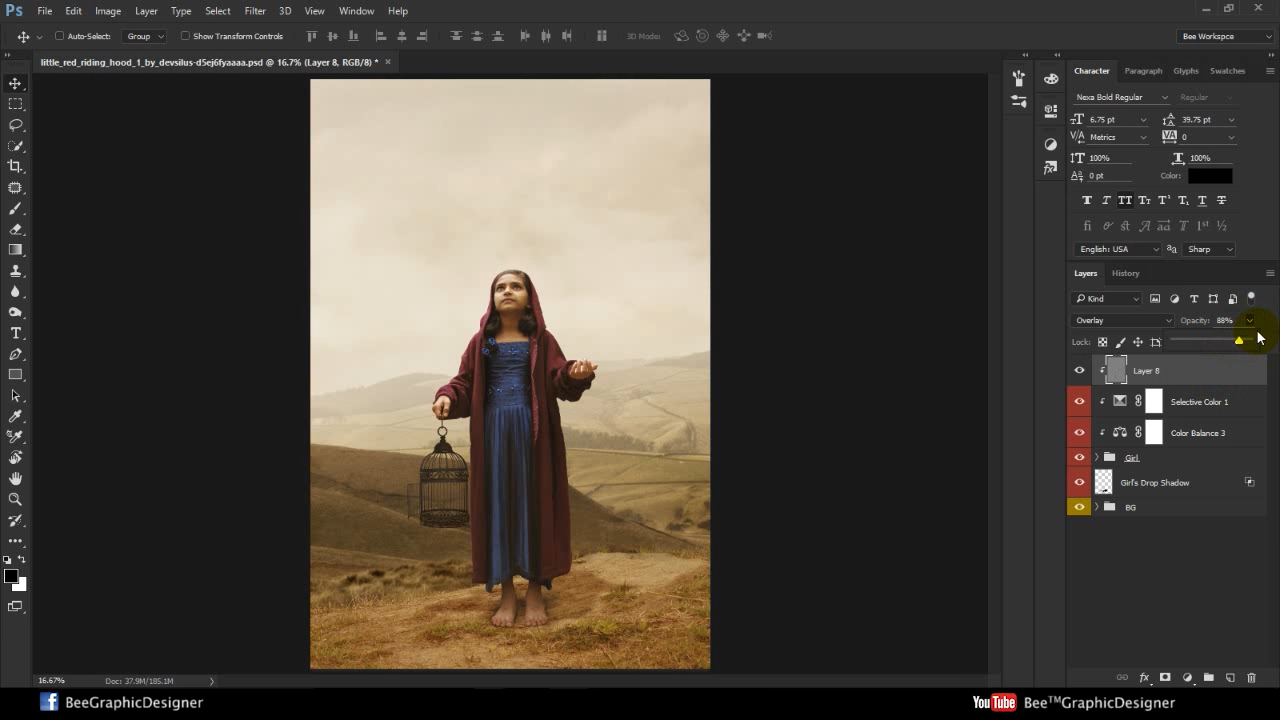 Ps File Edit Image Layer Type Select Filter 3D View Window Help
Auto-Select: Group Show Transform Controls 3D Mode: Bee Workspce
little_red_riding_hood_1_by_devsilus-d5ej6fyaaaa.psd @ 16.7% (Layer 8, RGB/8) *
Character Paragraph Glyphs Swatches
Nexa Bold Regular Regular
6.75 pt 39.75 pt
Metrics 0
100% 100%
0 pt Color:
English: USA Sharp
Layers History
Kind
Overlay Opacity: 88%
Lock:
Layer 8
Selective Color 1
Color Balance 3
Girl
Girl's Drop Shadow
BG
16.67% Doc: 37.9M/185.1M
BeeGraphicDesigner YouTube Bee™GraphicDesigner